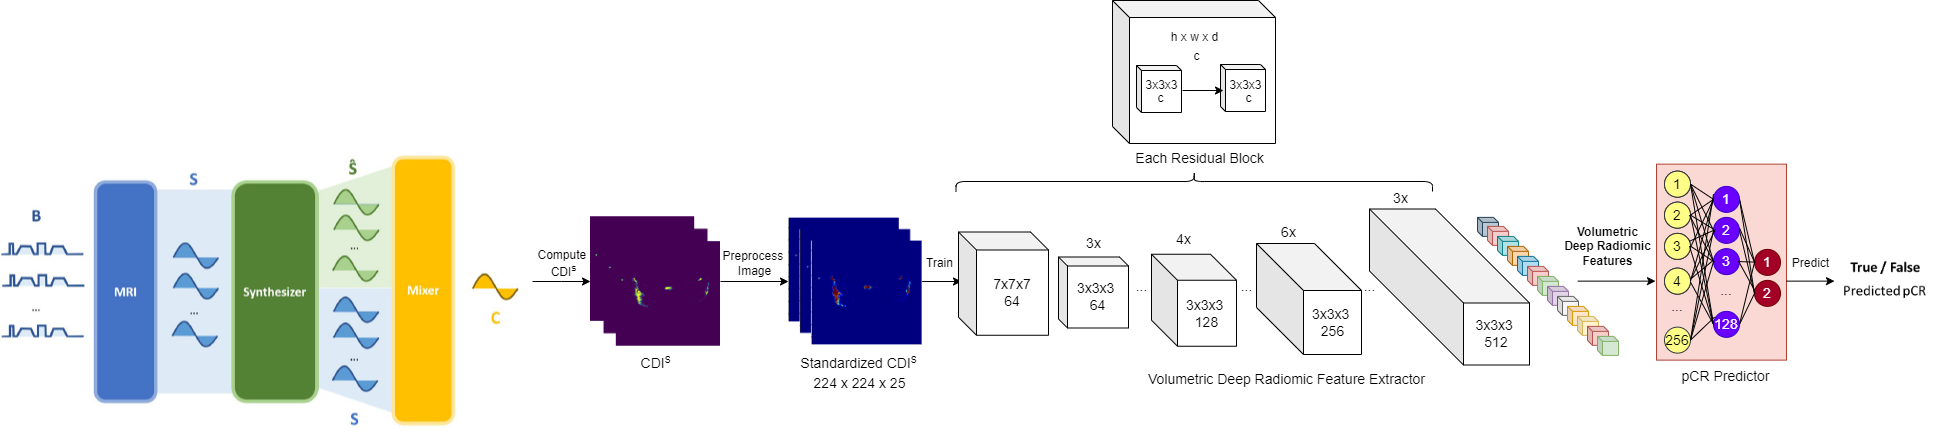 B
...
MRI
S
...
Synthesizer
Ŝ
...
...
S
Mixer
C
Compute
CDIˢ
CDIˢ
Preprocess
Image
Standardized CDIˢ
224 x 224 x 25
Train
h x w x d
c
3x3x3
c
3x3x3
c
Each Residual Block
7x7x7
64
3x
3x3x3
64
...
4x
3x3x3
128
...
6x
3x3x3
256
...
3x
3x3x3
512
Volumetric Deep Radiomic Feature Extractor
Volumetric
Deep Radiomic
Features
1
2
3
4
...
256
1
2
3
...
128
1
2
pCR Predictor
Predict
True / False
Predicted pCR